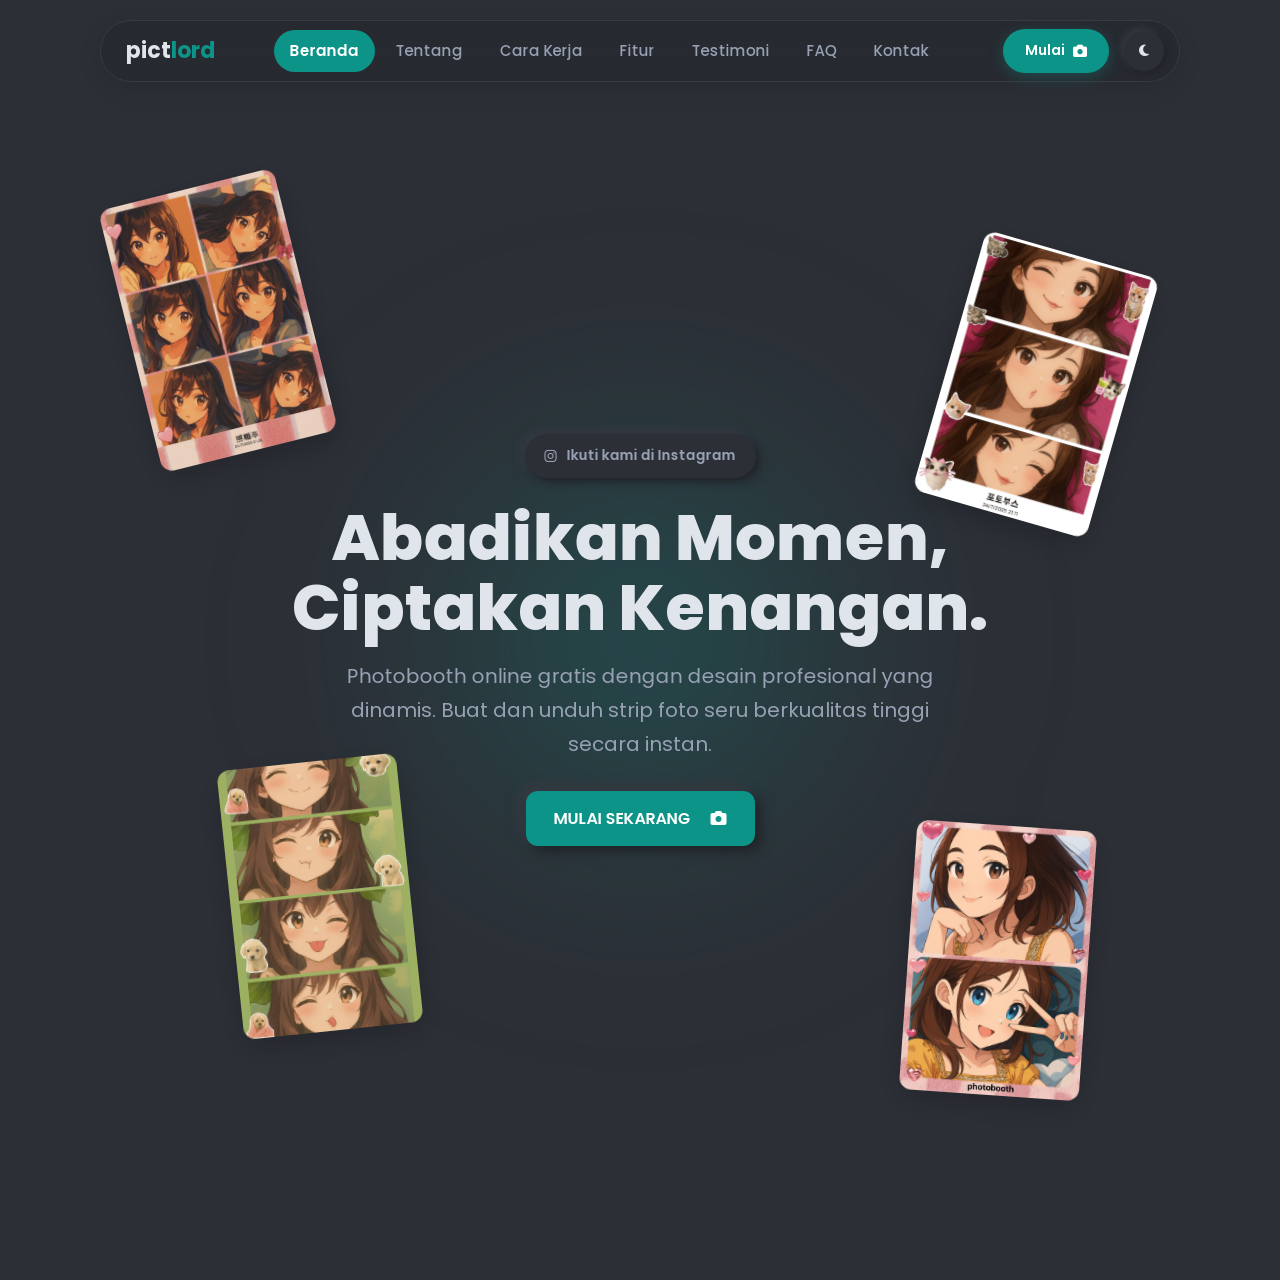 pictlord
Beranda
Tentang
Cara Kerja
Fitur
Testimoni
FAQ
Kontak
Mulai
포토부스
Ikuti kami di Instagram
Abadikan Momen,
Ciptakan Kenangan.
Photobooth online gratis dengan desain profesional yang
dinamis. Buat dan unduh strip foto seru berkualitas tinggi
secara instan.
MULAI SEKARANG
photobooth